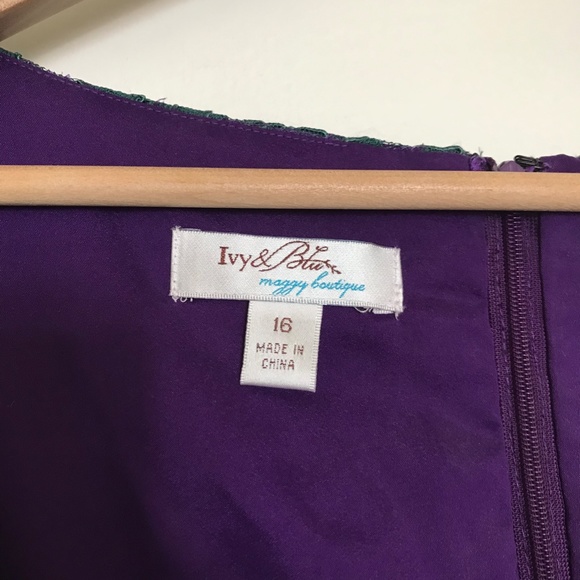 Ivy & Blu
maggy boutique
16
MADE IN
CHINA